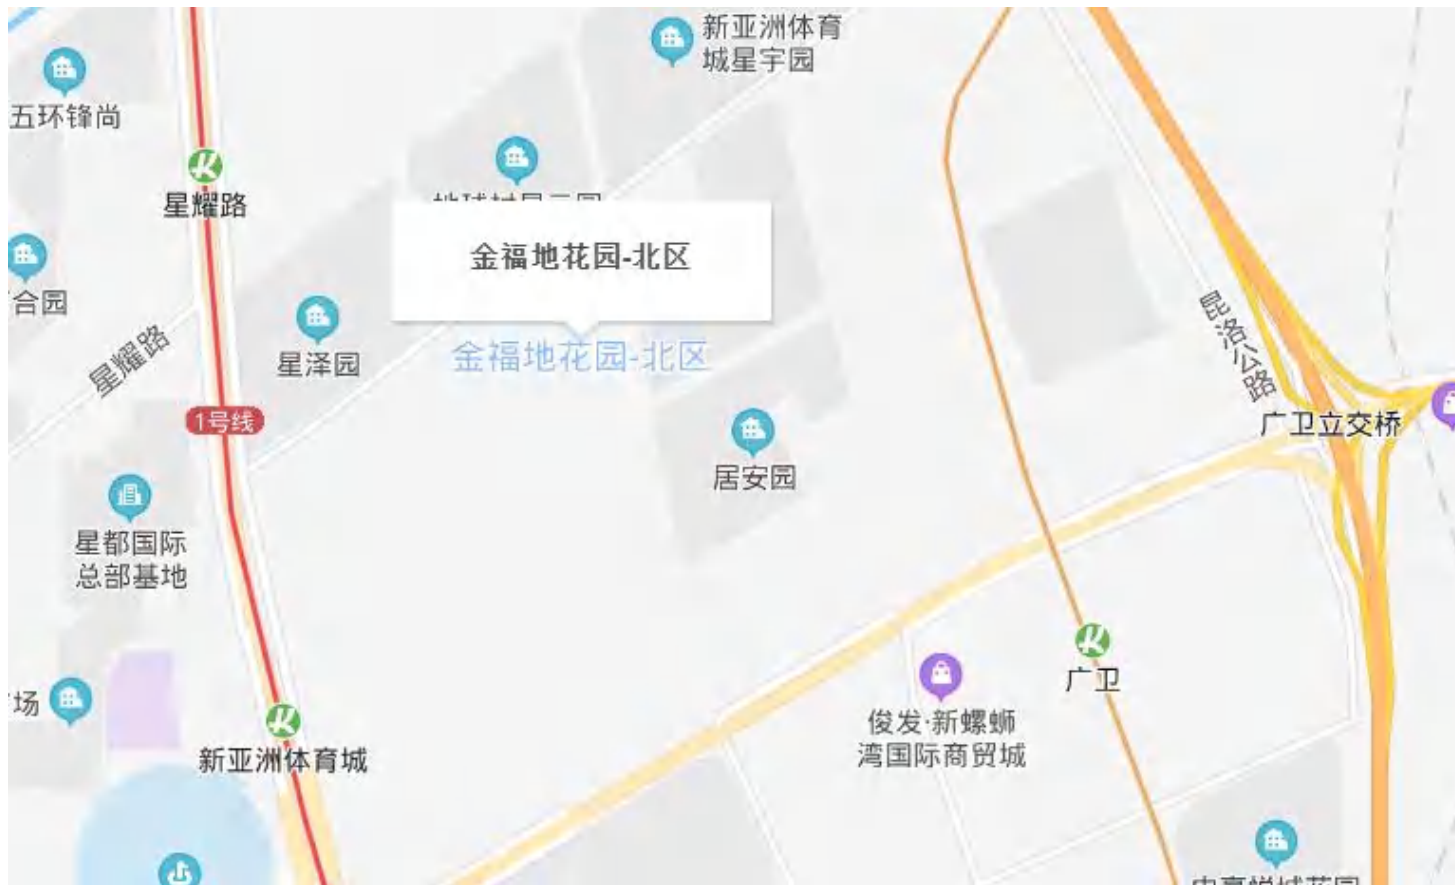 新亚洲体育
城星宇园
五环锋尚
星耀路
金福地花园-北区
合园
星泽园
星耀路
金福地花园-北区
昆洛公路
1号线
广卫立交桥
居安园
星都国际
总部基地
广卫
场
俊发·新螺蛳
湾国际商贸城
新亚洲体育城